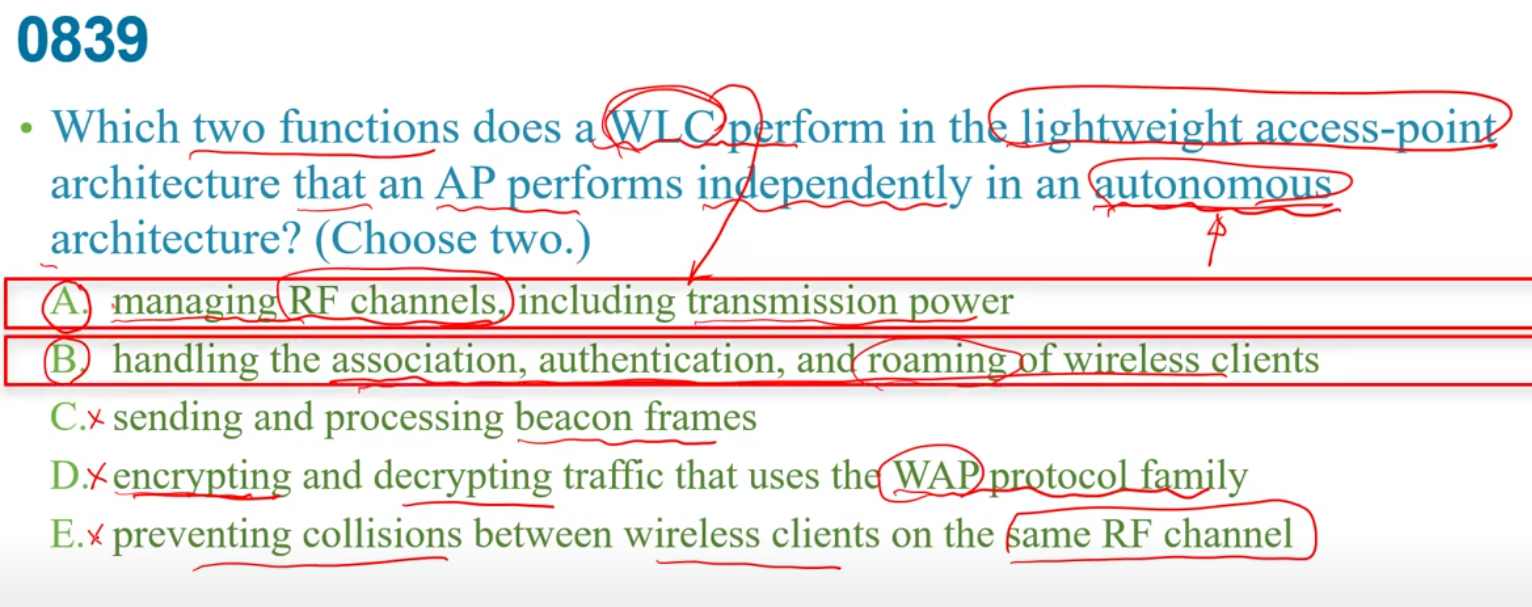 0839
• Which two functions does a WLC perform in the lightweight access-point
architecture that an AP performs independently in an autonomous
architecture? (Choose two.)
A. managing RF channels, including transmission power
B. handling the association, authentication, and roaming of wireless clients
C.x sending and processing beacon frames
D.x encrypting and decrypting traffic that uses the WAP protocol family
E.x preventing collisions between wireless clients on the same RF channel